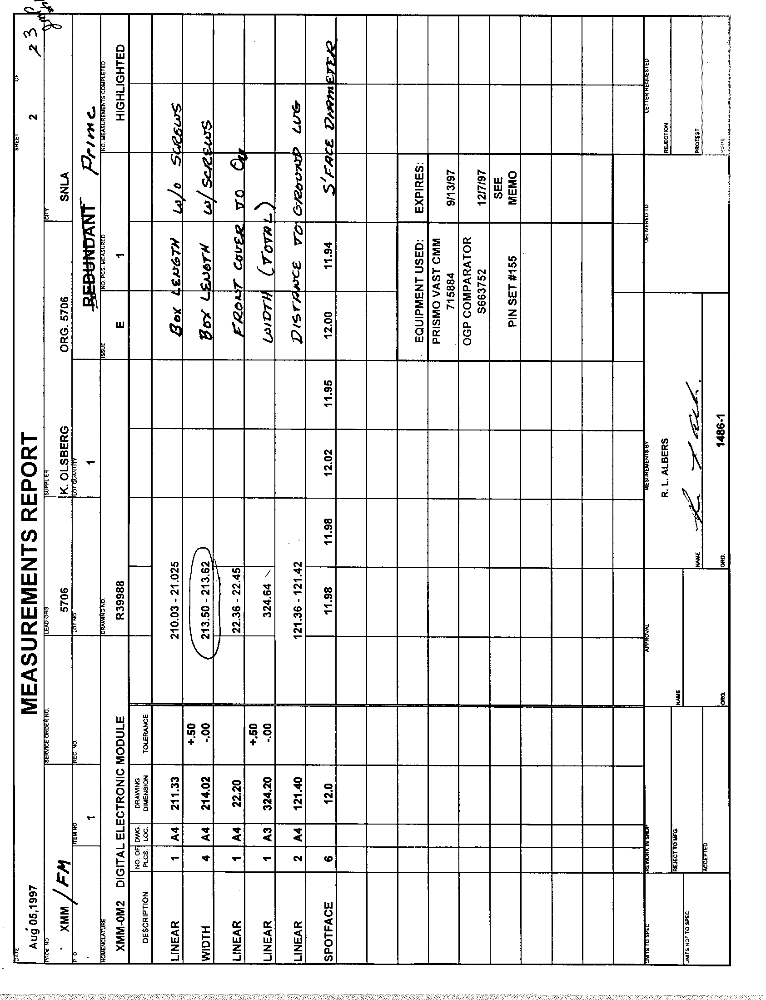 MEASUREMENTS REPORT
DATE SHEET OF
Aug 05,1997 2 2 3
SERVICE ORDER NO. LEAD ORG SUPPLIER CITY
XMM /FM 5706 K. OLSBERG ORG. 5706 SNLA
P. O ITEM NO. REC. NO. LOT NO LOT QUANTITY
1 1 REDUNDANT Prime
NOMENCLATURE DRAWING NO. ISSUE NO. PCS. MEASURED NO. MEASUREMENTS COMPLETED
XMM-0M2 DIGITAL ELECTRONIC MODULE R39988 E 1 HIGHLIGHTED
DESCRIPTION NO. OF PLCS. DWG. LOC. DRAWING DIMENSION TOLERANCE
LINEAR 1 A4 211.33 210.03 - 21.025 BOX LENGTH W/O SCREWS
WIDTH 4 A4 214.02 +.50 -.00 213.50 - 213.62 BOX LENGTH W/SCREWS
LINEAR 1 A4 22.20 22.36 - 22.45 FRONT COVER TO
LINEAR 1 A3 324.20 +.50 -.00 324.64 WIDTH (TOTAL)
LINEAR 2 A4 121.40 121.36 - 121.42 DISTANCE TO GROUND LUG
SPOTFACE 6 12.0 11.98 11.98 12.02 11.95 12.00 11.94 S'FACE DIAMETER
EQUIPMENT USED: EXPIRES:
PRISMO VAST CMM
715884 9/13/97
OGP COMPARATOR
S663752 12/7/97
SEE
PIN SET #155 MEMO
UNITS TO SPEC. REWORK IN SHOP APPROVAL MESUREMENTS BY DELIVERED TO LETTER REQUESTED
R. L. ALBERS REJECTION
REJECT TO MFG. NAME
UNITS NOT TO SPEC. NAME PROTEST
ACCEPTED
ORG. ORG. 1486-1 NONE